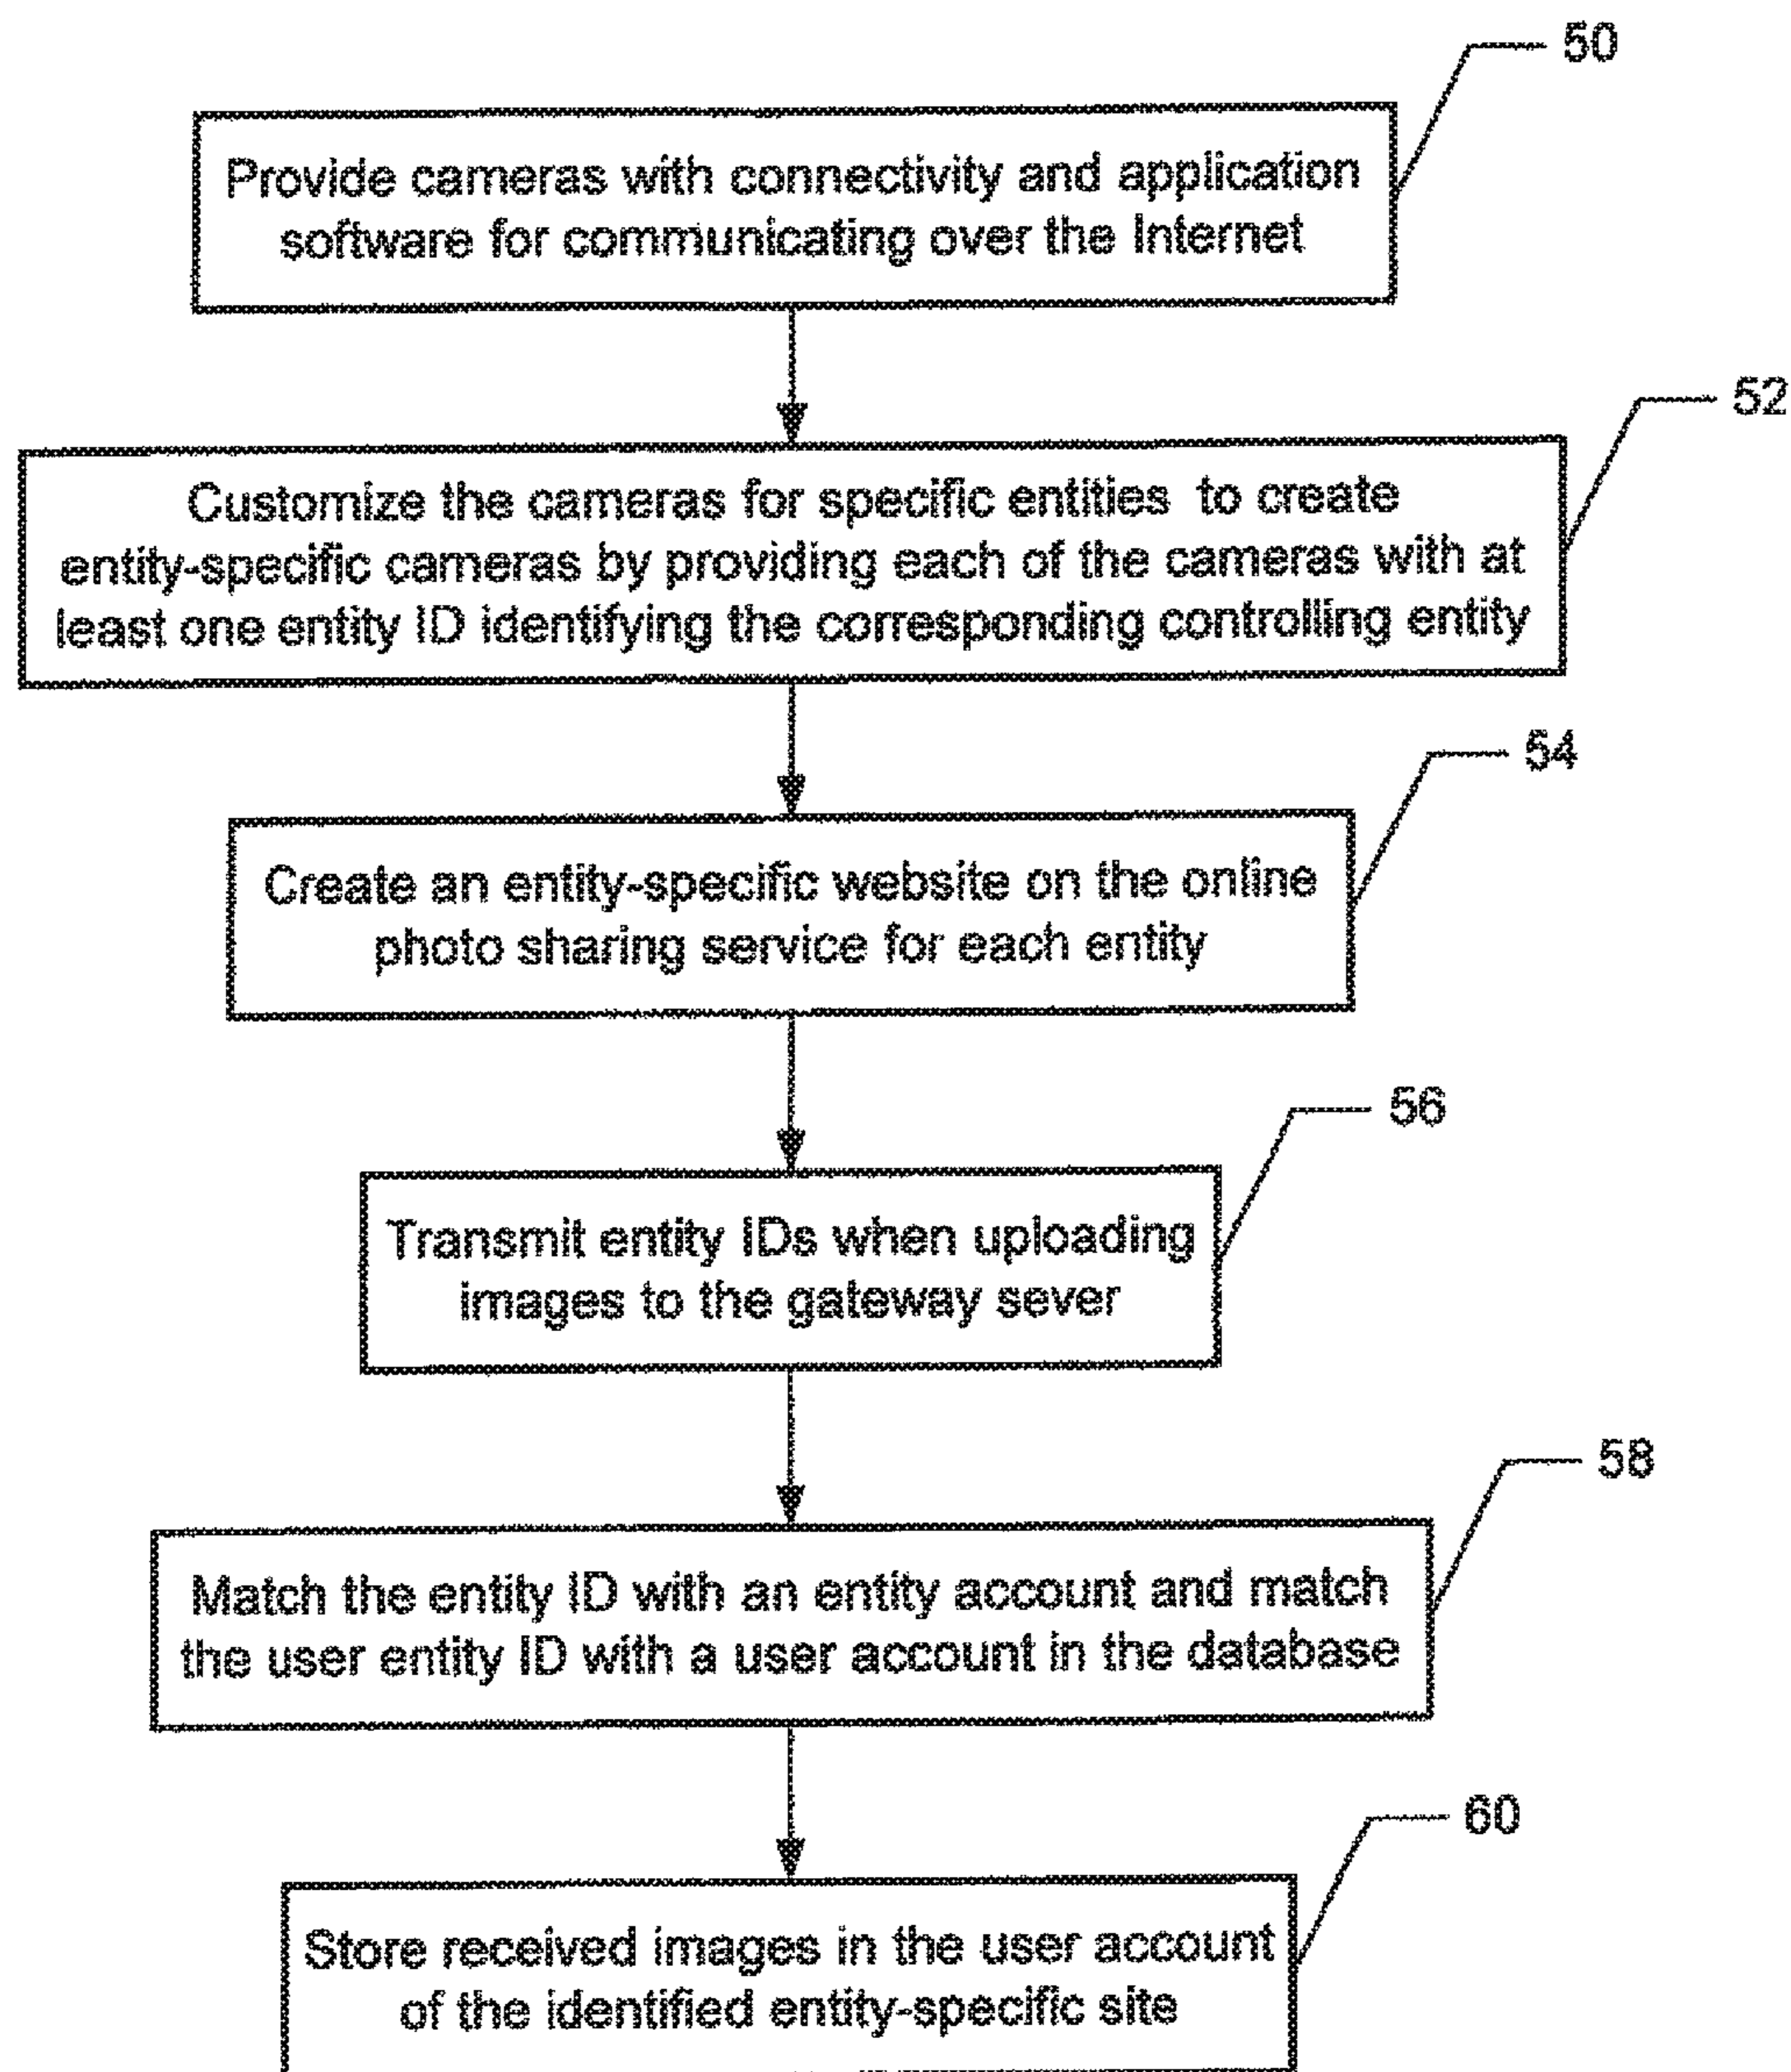 50
Provide cameras with connectivity and application
software for communicating over the Internet
52
Customize the cameras for specific entities to create
entity-specific cameras by providing each of the cameras with at
least one entity ID identifying the corresponding controlling entity
54
Create an entity-specific website on the online
photo sharing service for each entity
56
Transmit entity IDs when uploading
images to the gateway sever
58
Match the entity ID with an entity account and match
the user entity ID with a user account in the database
60
Store received images in the user account
of the identified entity-specific site